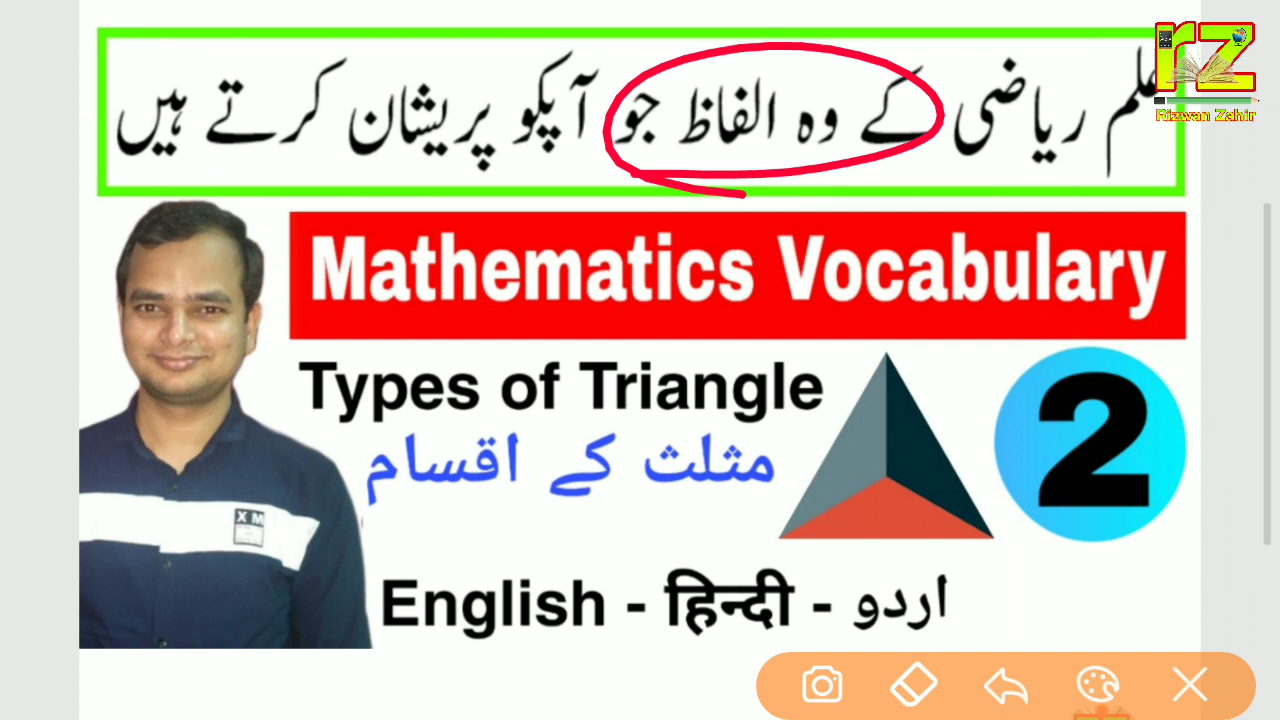 علم ریاضی کے وہ الفاظ جو آپکو پریشان کرتے ہیں
rz
Rizwan Zahir
Mathematics Vocabulary
Types of Triangle
مثلث کے اقسام
2
X M
English - हिन्दी - اردو